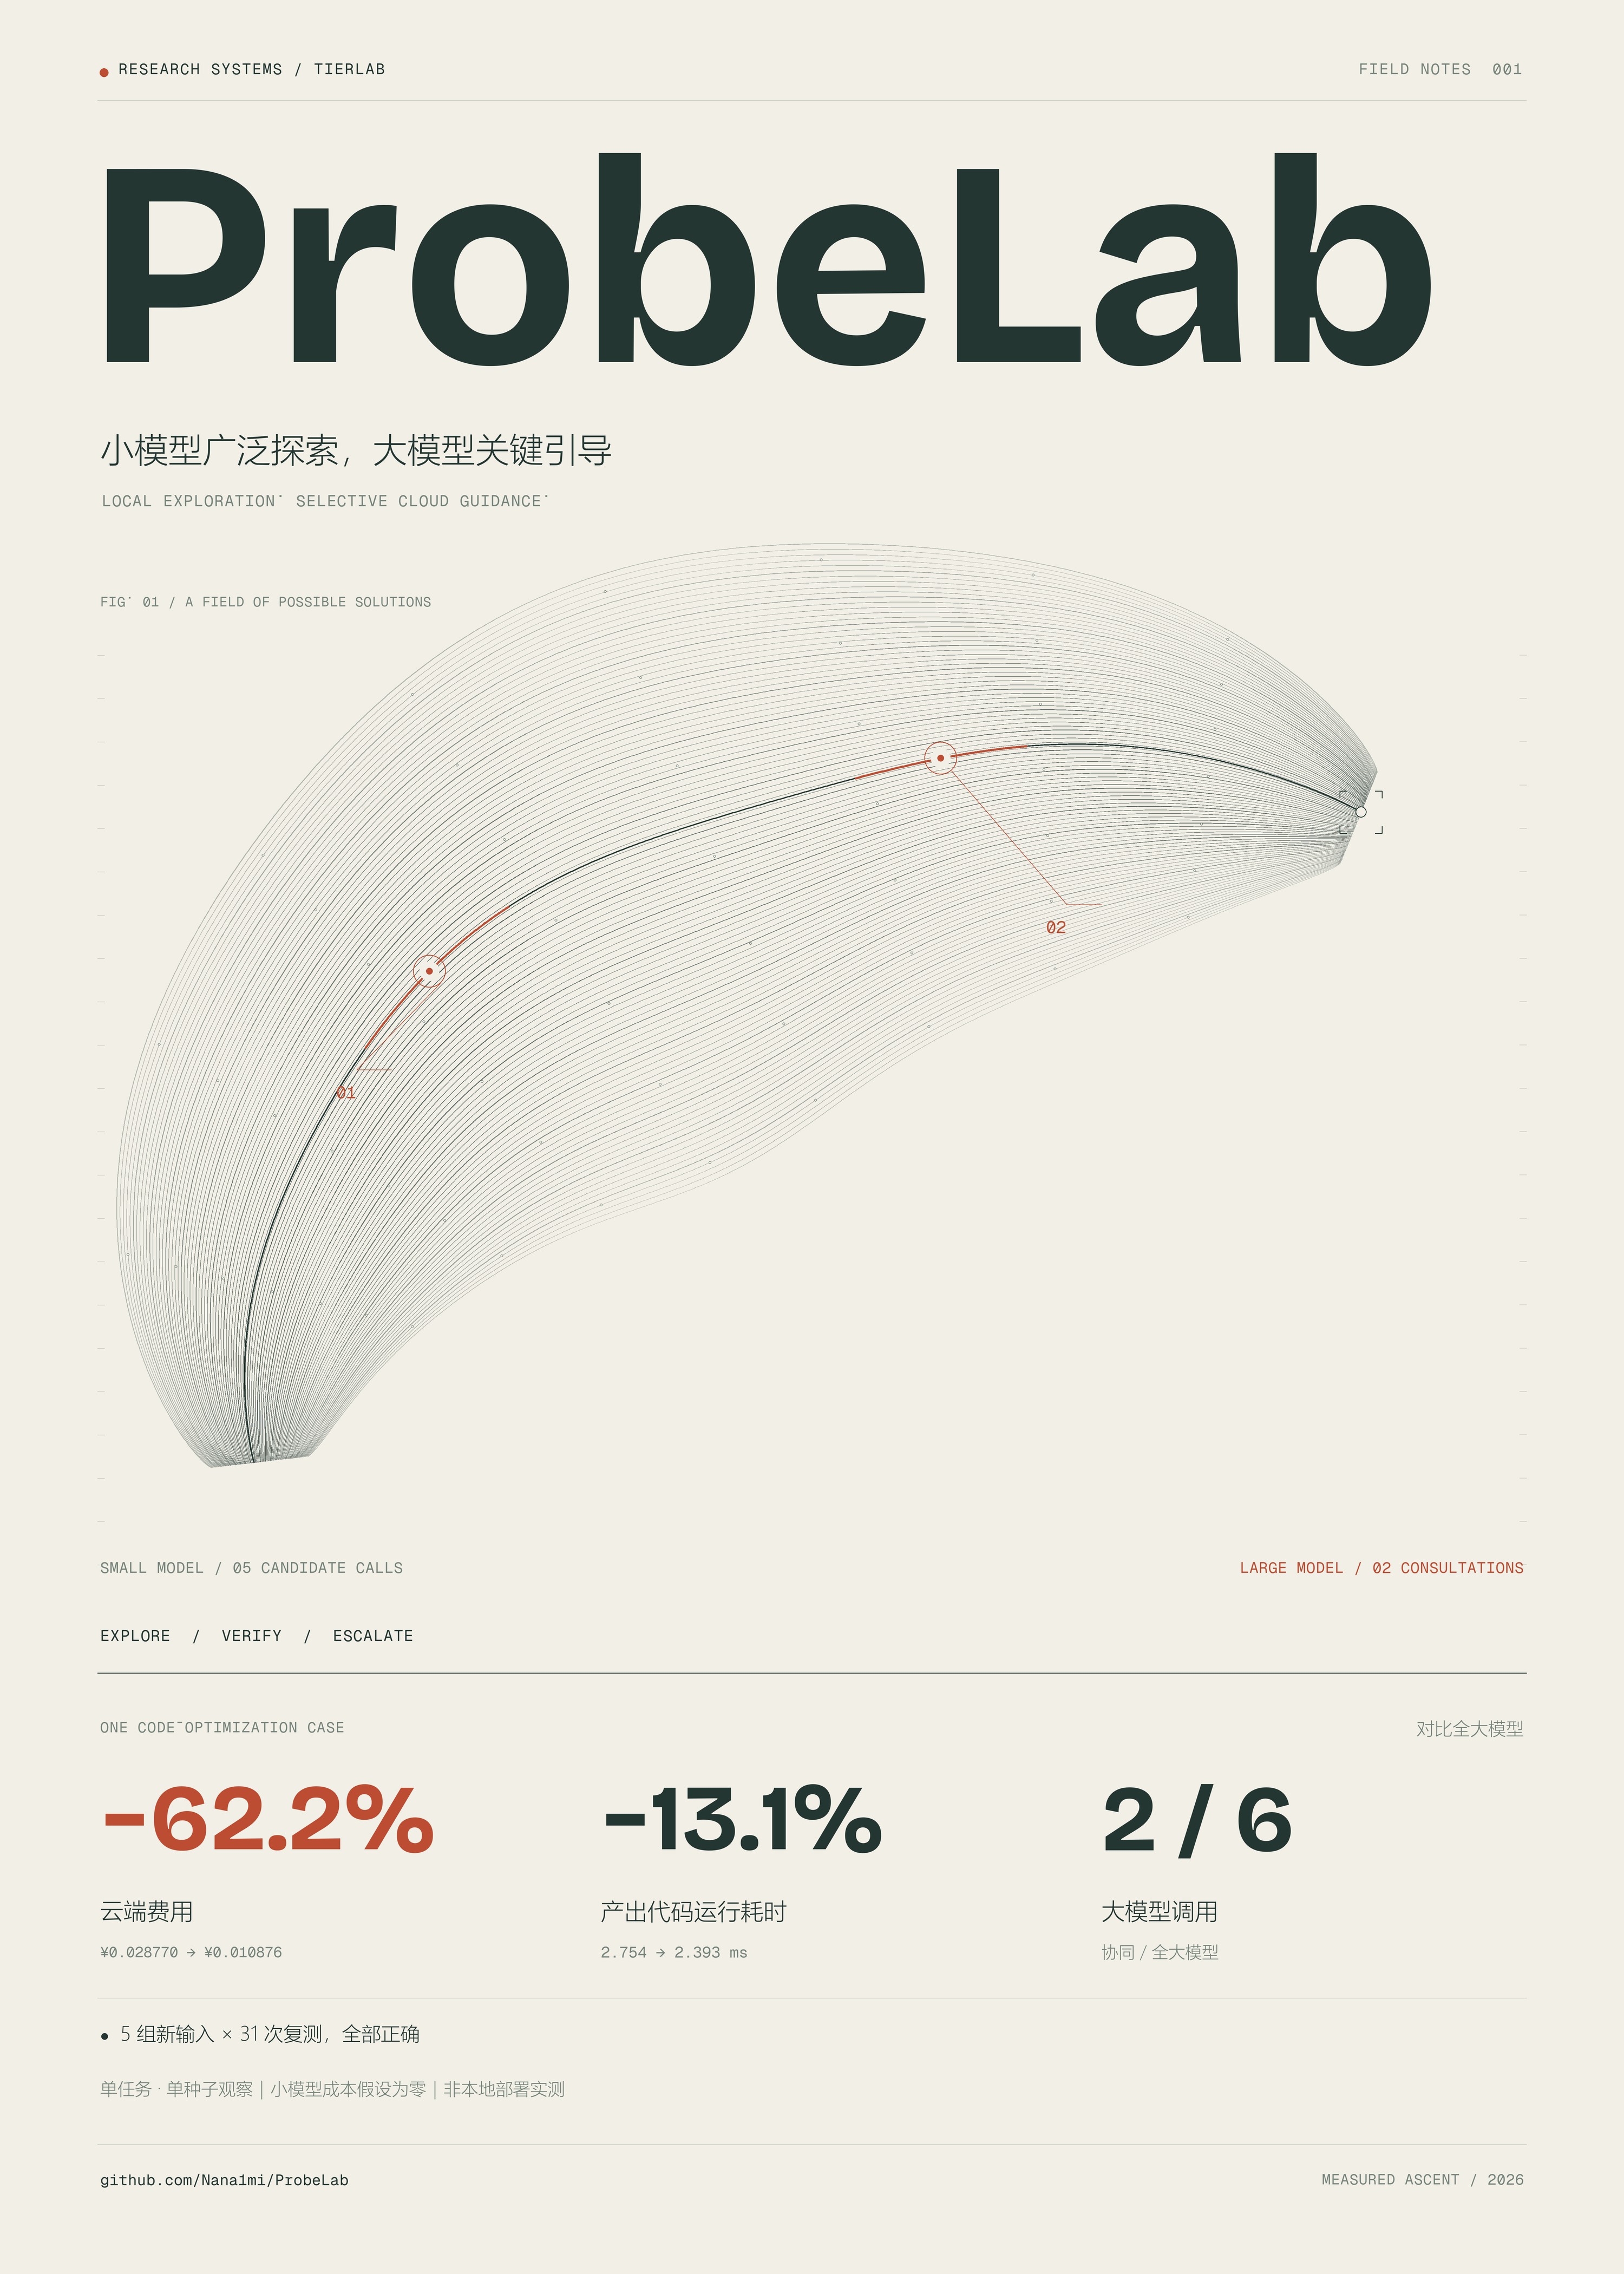 RESEARCH SYSTEMS / TIERLAB
FIELD NOTES 001
ProbeLab
小模型广泛探索，大模型关键引导
LOCAL EXPLORATION˙ SELECTIVE CLOUD GUIDANCE˙
FIG˙ 01 / A FIELD OF POSSIBLE SOLUTIONS
02
01
SMALL MODEL / 05 CANDIDATE CALLS
LARGE MODEL / 02 CONSULTATIONS
EXPLORE / VERIFY / ESCALATE
ONE CODE˜OPTIMIZATION CASE
对比全大模型
−62.2%
−13.1%
2 / 6
云端费用
产出代码运行耗时
大模型调用
¥0.028770 → ¥0.010876
2.754 → 2.393 ms
协同 / 全大模型
● 5 组新输入 × 31 次复测，全部正确
单任务 · 单种子观察｜小模型成本假设为零｜非本地部署实测
github.com/Nana1mi/ProbeLab
MEASURED ASCENT / 2026